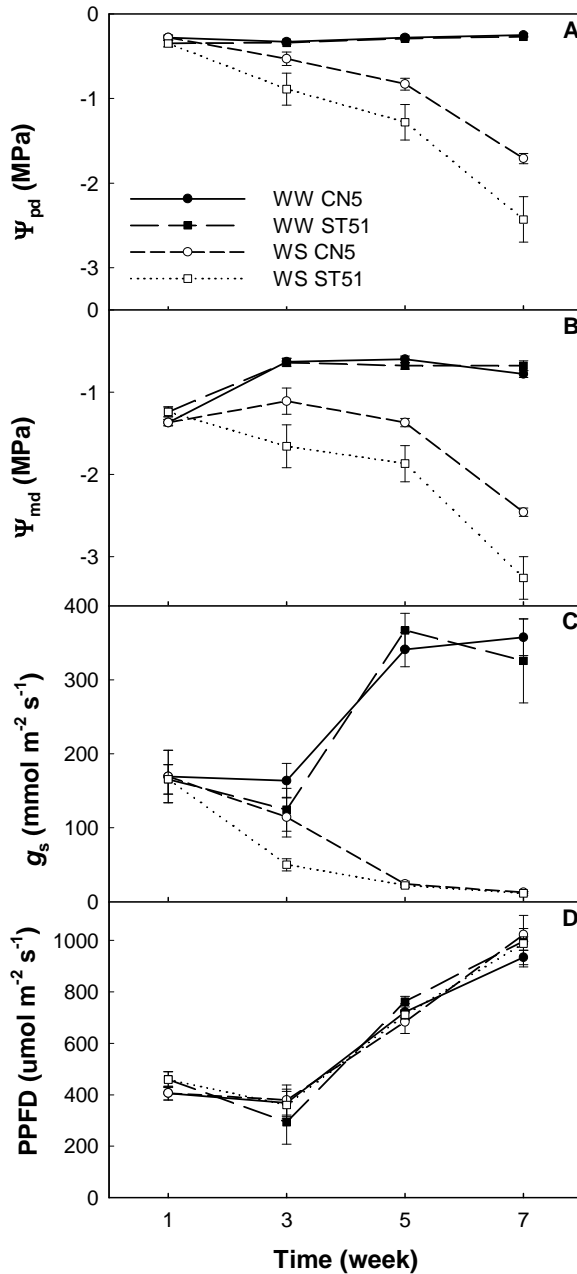 A
0
-1
-2
-3
Ψpd (MPa)
WW CN5
WW ST51
WS CN5
WS ST51
B
0
-1
-2
-3
Ψmd (MPa)
C
400
300
200
100
0
gs (mmol m-2 s-1)
D
1000
800
600
400
200
0
PPFD (umol m-2 s-1)
1 3 5 7
Time (week)